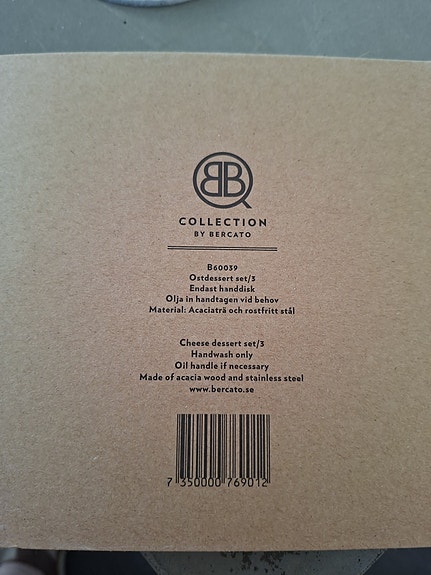 BBQ
COLLECTION
BY BERCATO
B60039
Ostdessert set/3
Endast handdisk
Olja in handtagen vid behov
Material: Acaciaträ och rostfritt stål
Cheese dessert set/3
Handwash only
Oil handle if necessary
Made of acacia wood and stainless steel
www.bercato.se
7 350000 769012